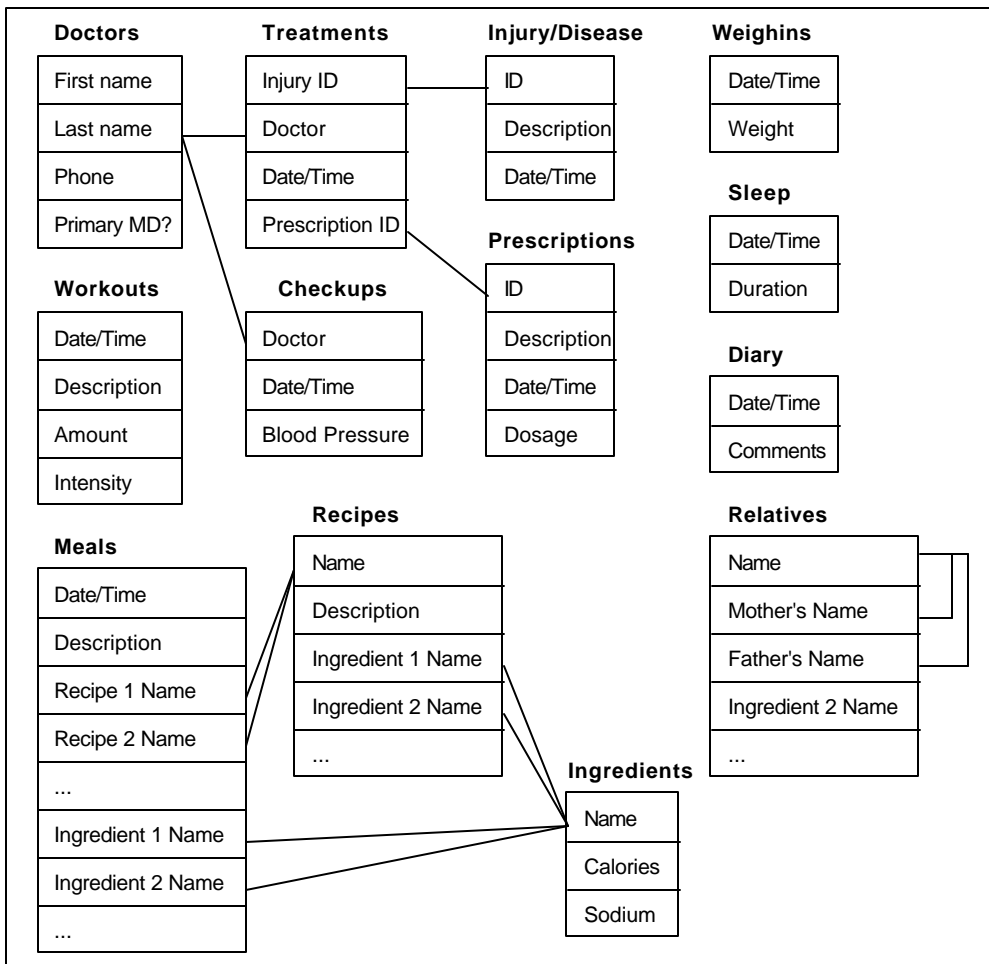 Doctors
First name
Last name
Phone
Primary MD?
Treatments
Injury ID
Doctor
Date/Time
Prescription ID
Injury/Disease
ID
Description
Date/Time
Weighins
Date/Time
Weight
Sleep
Date/Time
Duration
Prescriptions
ID
Description
Date/Time
Dosage
Workouts
Date/Time
Description
Amount
Intensity
Checkups
Doctor
Date/Time
Blood Pressure
Diary
Date/Time
Comments
Meals
Date/Time
Description
Recipe 1 Name
Recipe 2 Name
...
Ingredient 1 Name
Ingredient 2 Name
...
Recipes
Name
Description
Ingredient 1 Name
Ingredient 2 Name
...
Ingredients
Name
Calories
Sodium
Relatives
Name
Mother's Name
Father's Name
Ingredient 2 Name
...